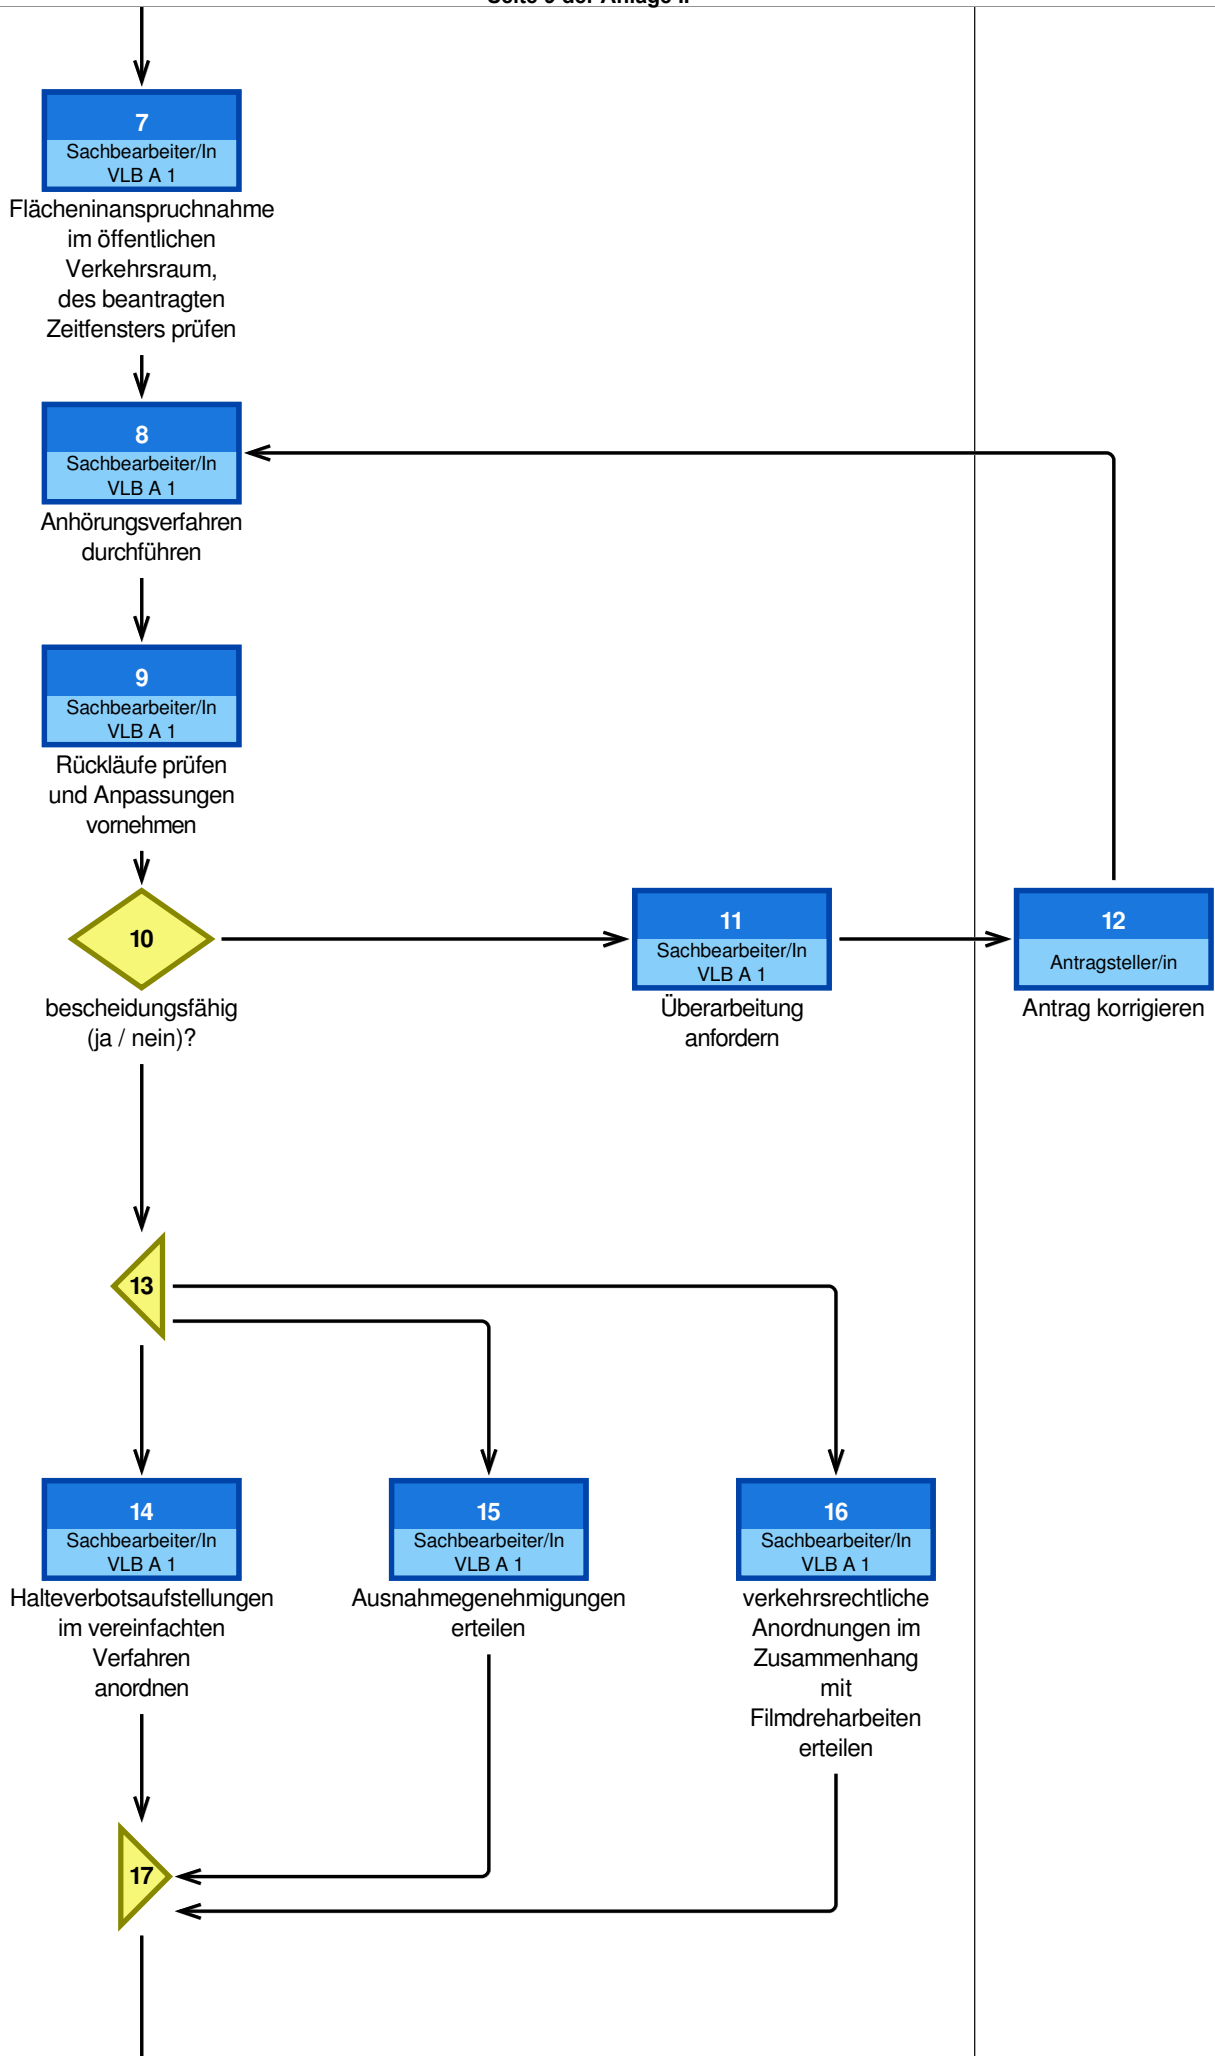 7
Sachbearbeiter/In
VLB A 1
Flächeninanspruchnahme
im öffentlichen
Verkehrsraum,
des beantragten
Zeitfensters prüfen
8
Sachbearbeiter/In
VLB A 1
Anhörungsverfahren
durchführen
9
Sachbearbeiter/In
VLB A 1
Rückläufe prüfen
und Anpassungen
vornehmen
10
bescheidungsfähig
(ja / nein)?
11
Sachbearbeiter/In
VLB A 1
Überarbeitung
anfordern
12
Antragsteller/in
Antrag korrigieren
13
14
Sachbearbeiter/In
VLB A 1
Halteverbotsaufstellungen
im vereinfachten
Verfahren
anordnen
15
Sachbearbeiter/In
VLB A 1
Ausnahmegenehmigungen
erteilen
16
Sachbearbeiter/In
VLB A 1
verkehrsrechtliche
Anordnungen im
Zusammenhang
mit
Filmdreharbeiten
erteilen
17